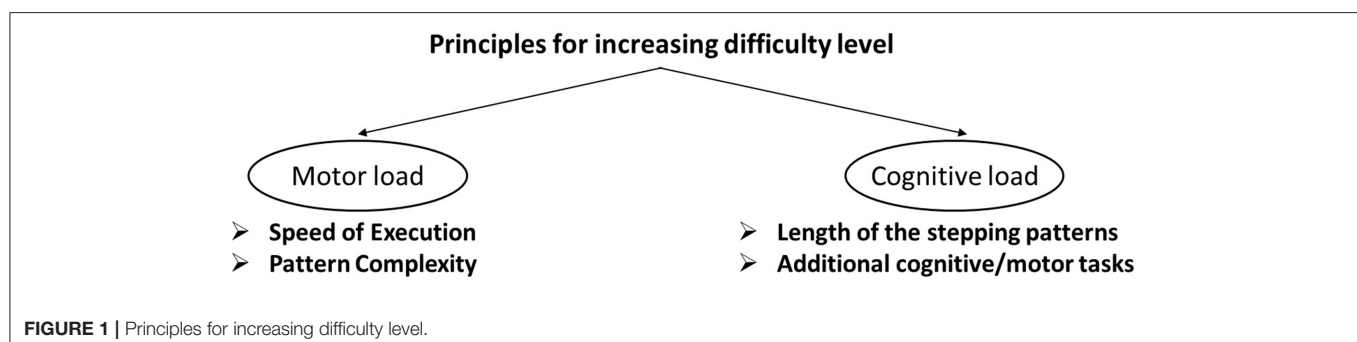 Principles for increasing difficulty level
Motor load
Cognitive load
➢ Speed of Execution
➢ Pattern Complexity
➢ Length of the stepping patterns
➢ Additional cognitive/motor tasks
FIGURE 1 | Principles for increasing difficulty level.